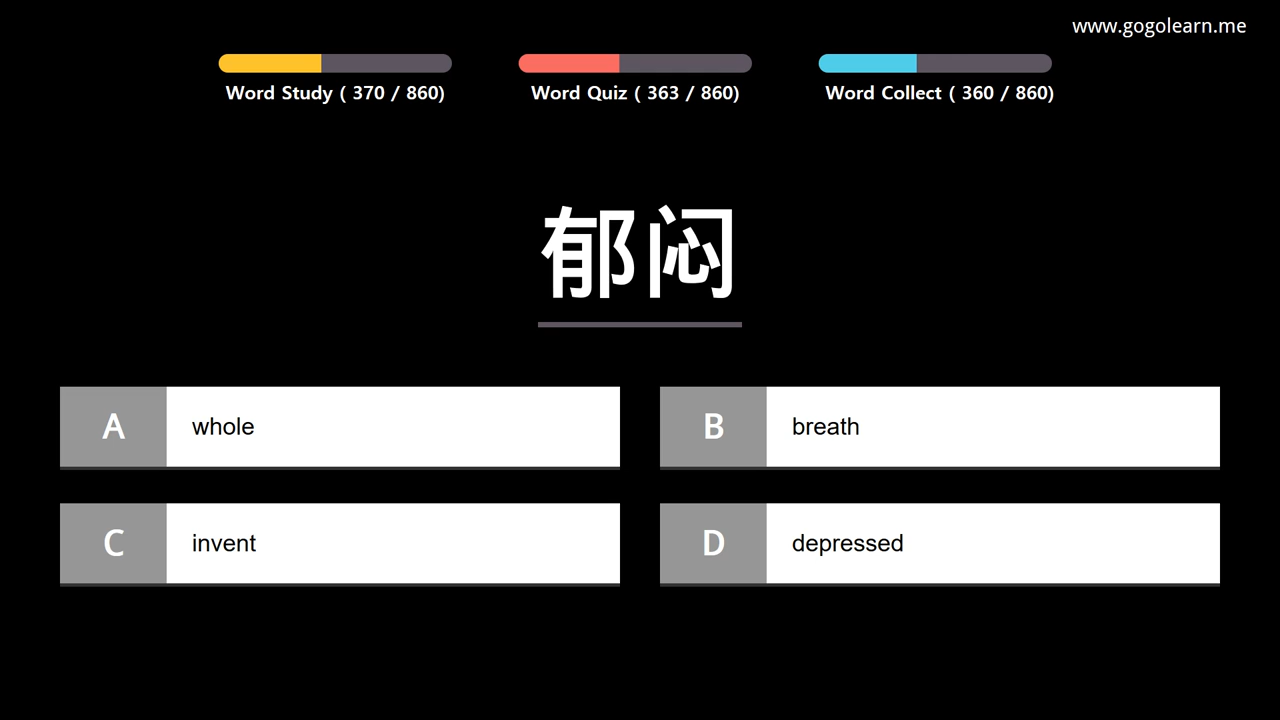 www.gogolearn.me
Word Study ( 370 / 860)
Word Quiz ( 363 / 860)
Word Collect ( 360 / 860)
郁闷
A whole
B breath
C invent
D depressed